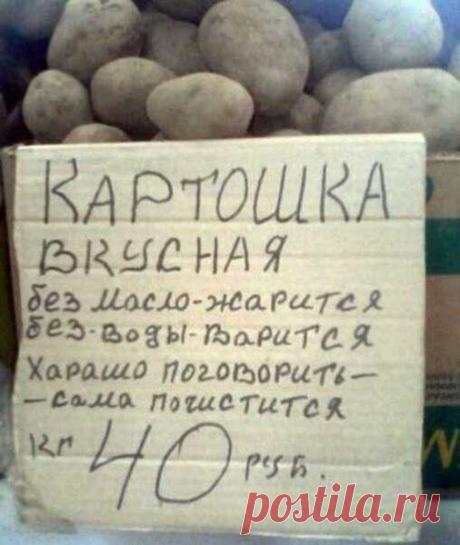 КАРТОШКА
ВКУСНАЯ
без масло-жарится
без-воды-варится
Харашо поговорить-
-сама почистится
кг 40 руб.
postila.ru